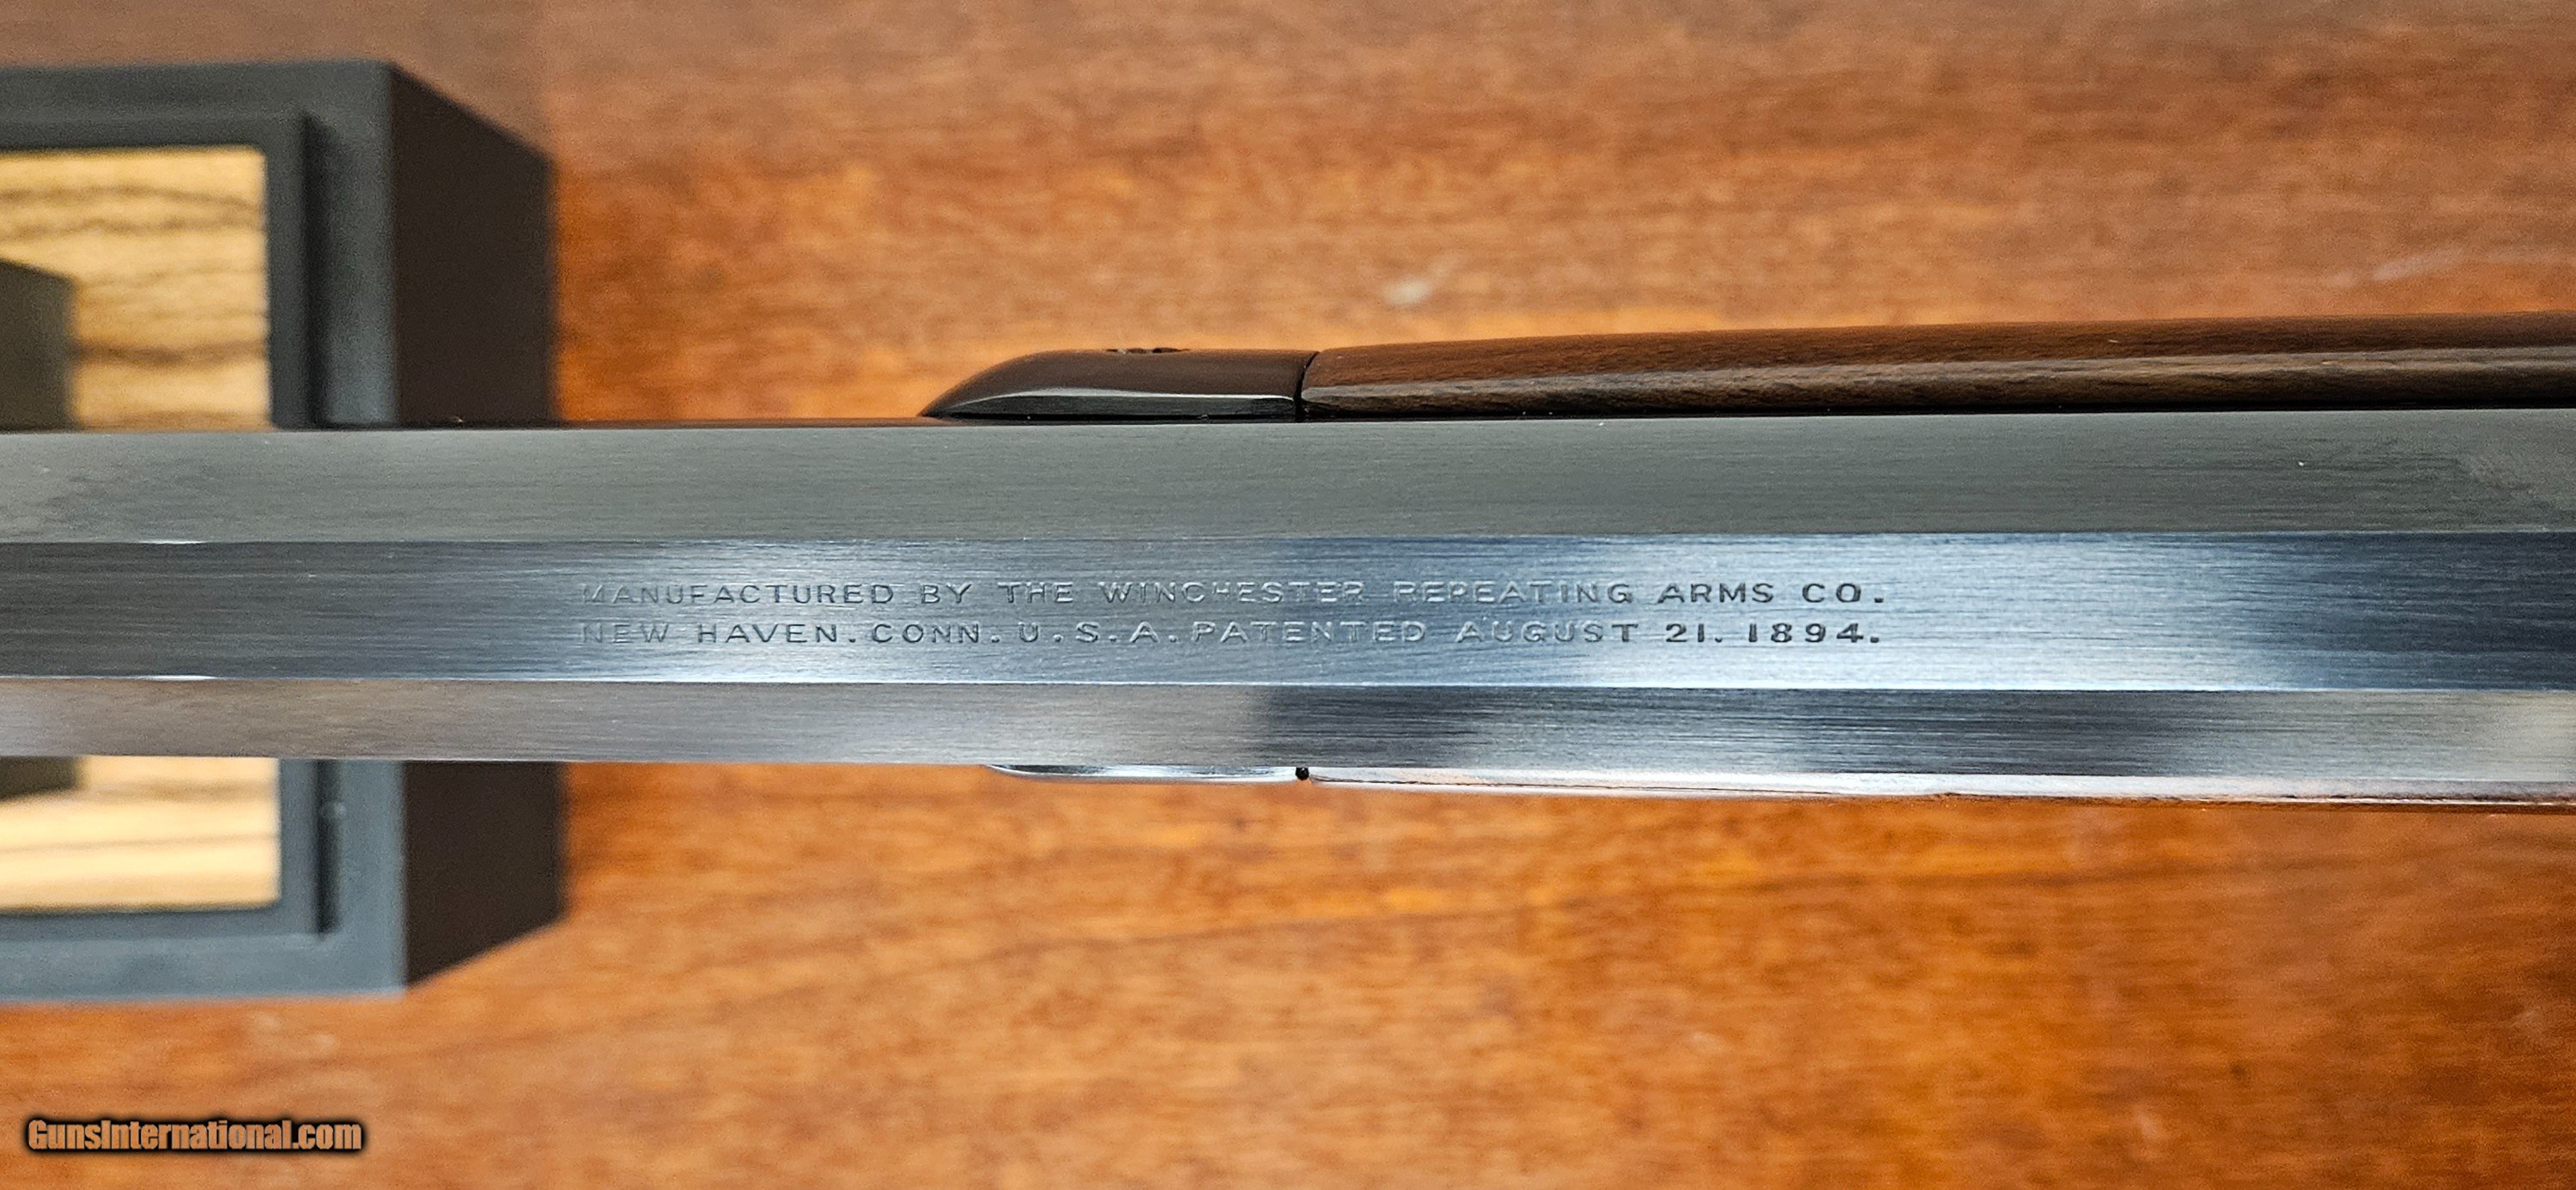 MANUFACTURED BY THE WINCHESTER REPEATING ARMS CO.
NEW HAVEN. CONN. U.S.A. PATENTED AUGUST 21. 1894.
GunsInternational.com